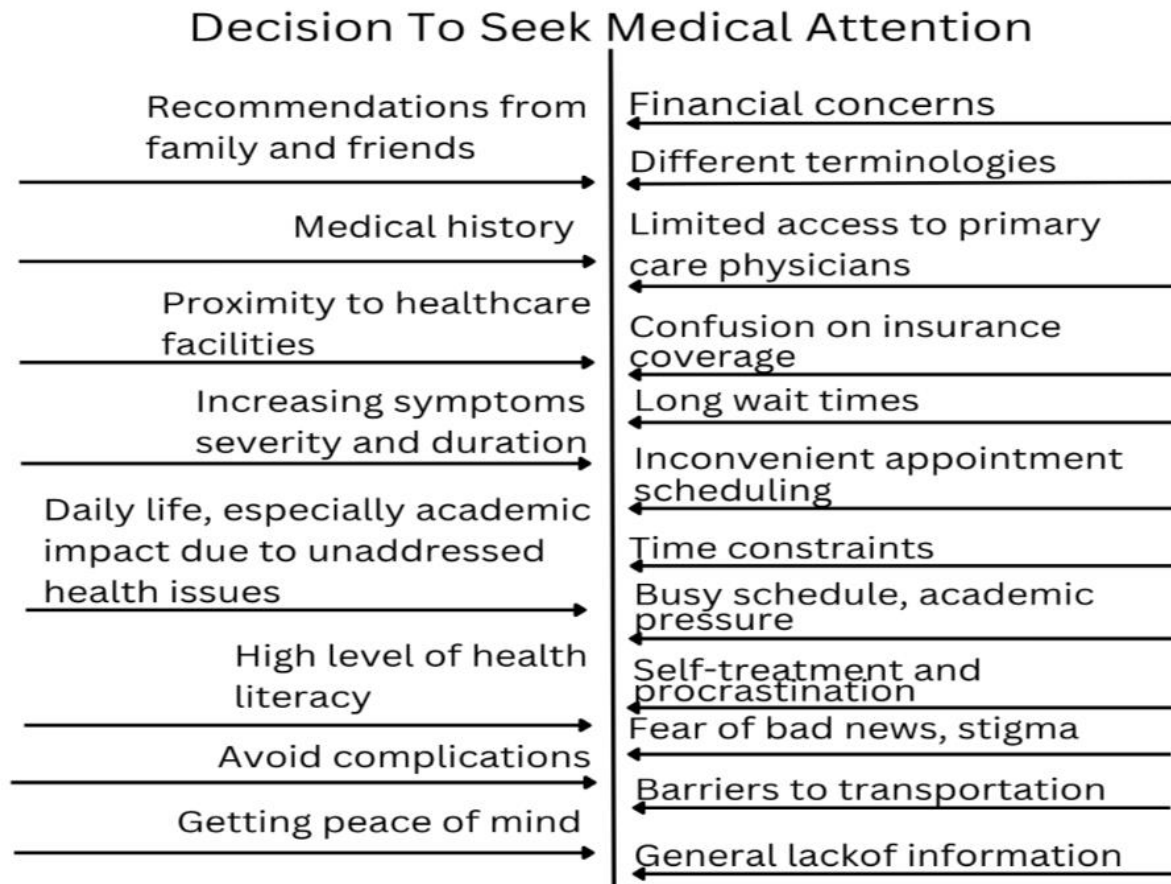 Decision To Seek Medical Attention
Recommendations from
family and friends
Medical history
Proximity to healthcare
facilities
Increasing symptoms
severity and duration
Daily life, especially academic
impact due to unaddressed
health issues
High level of health
literacy
Avoid complications
Getting peace of mind
Financial concerns
Different terminologies
Limited access to primary
care physicians
Confusion on insurance
coverage
Long wait times
Inconvenient appointment
scheduling
Time constraints
Busy schedule, academic
pressure
Self-treatment and
procrastination
Fear of bad news, stigma
Barriers to transportation
General lackof information